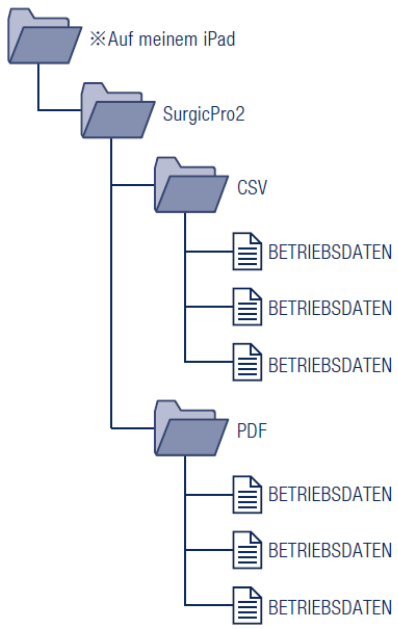 ※Auf meinem iPad
SurgicPro2
CSV
BETRIEBSDATEN
BETRIEBSDATEN
BETRIEBSDATEN
PDF
BETRIEBSDATEN
BETRIEBSDATEN
BETRIEBSDATEN